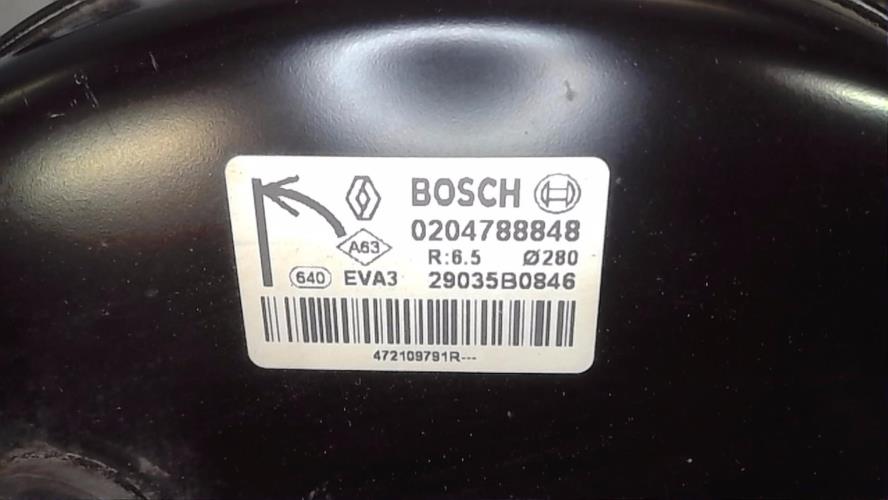 BOSCH
0204788848
A63
R:6.5 Ø280
640 EVA3 29035B0846
472109791R---